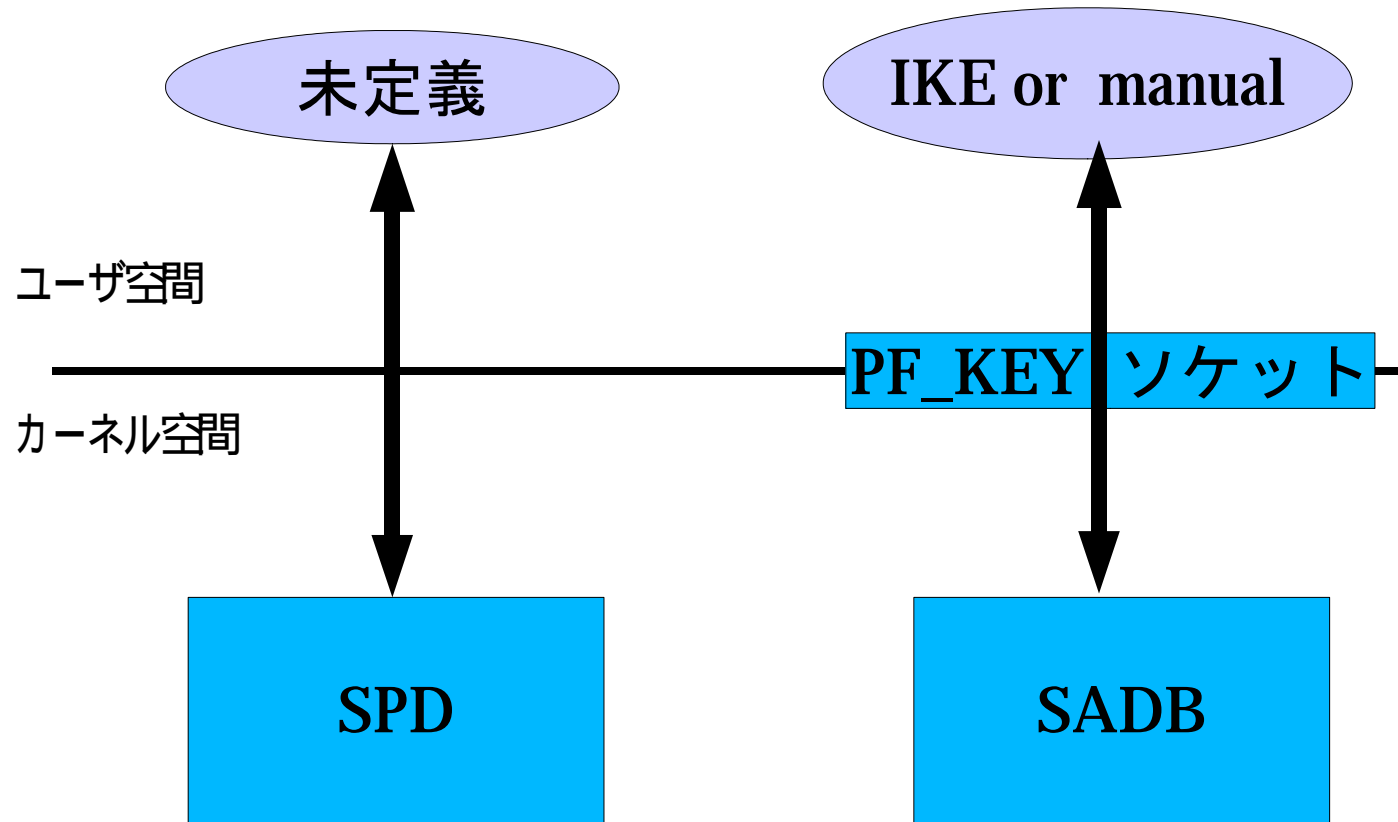 未定義
IKE or manual
ユーザ空間
PF_KEY ソケット
カーネル空間
SPD
SADB